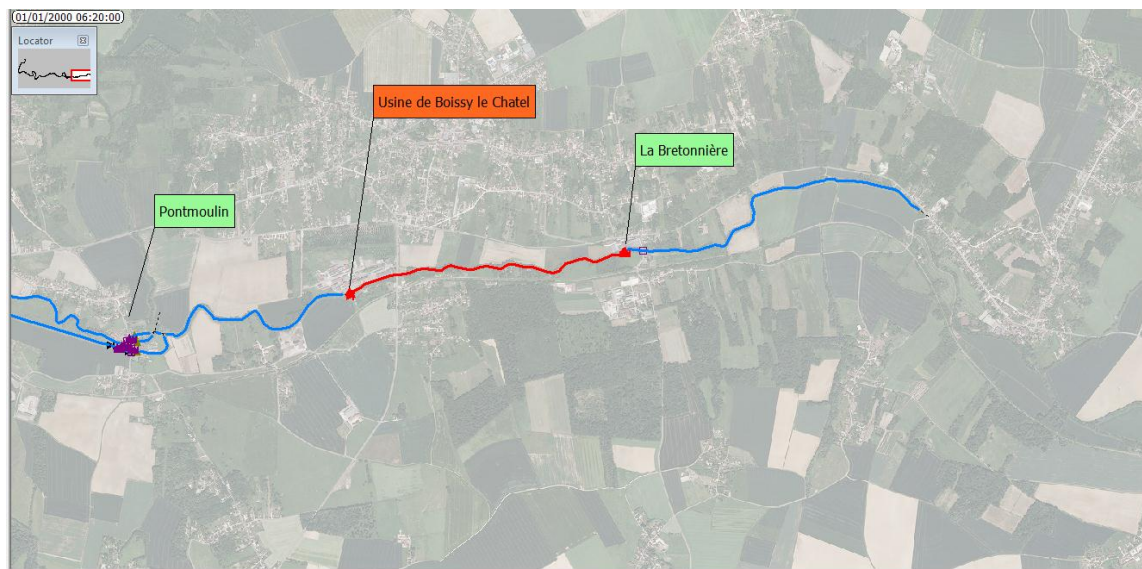 01/01/2000 06:20:00
Locator
Usine de Boissy le Chatel
La Bretonnière
Pontmoulin